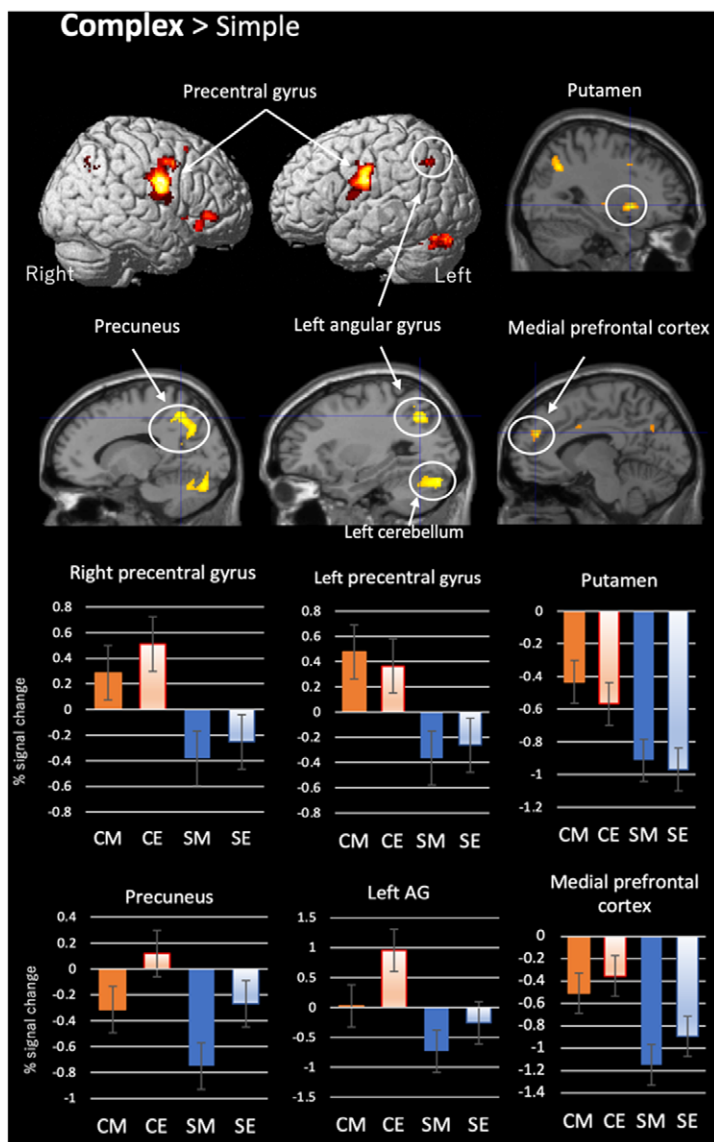 Complex > Simple
Precentral gyrus
Putamen
Right
Left
Precuneus
Left angular gyrus
Medial prefrontal cortex
Left cerebellum
Right precentral gyrus
% signal change
0.8
0.6
0.4
0.2
0
-0.2
-0.4
-0.6
-0.8
CM CE SM SE
Left precentral gyrus
0.8
0.6
0.4
0.2
0
-0.2
-0.4
-0.6
-0.8
CM CE SM SE
Putamen
0
-0.2
-0.4
-0.6
-0.8
-1
-1.2
CM CE SM SE
Precuneus
% signal change
0.4
0.2
0
-0.2
-0.4
-0.6
-0.8
-1
CM CE SM SE
Left AG
1.5
1
0.5
0
-0.5
-1
-1.5
CM CE SM SE
Medial prefrontal
cortex
0
-0.2
-0.4
-0.6
-0.8
-1
-1.2
-1.4
CM CE SM SE